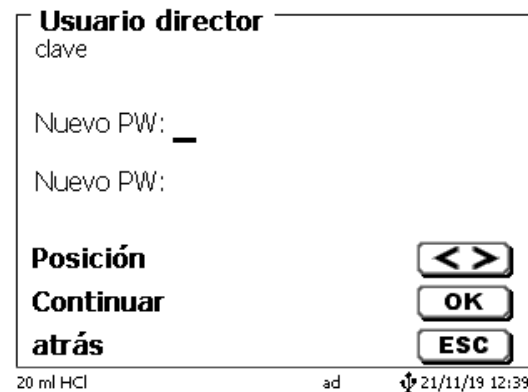 Usuario director
clave
Nuevo PW:
Nuevo PW:
Posición < >
Continuar OK
atrás ESC
20 ml HCl ad 21/11/19 12:39